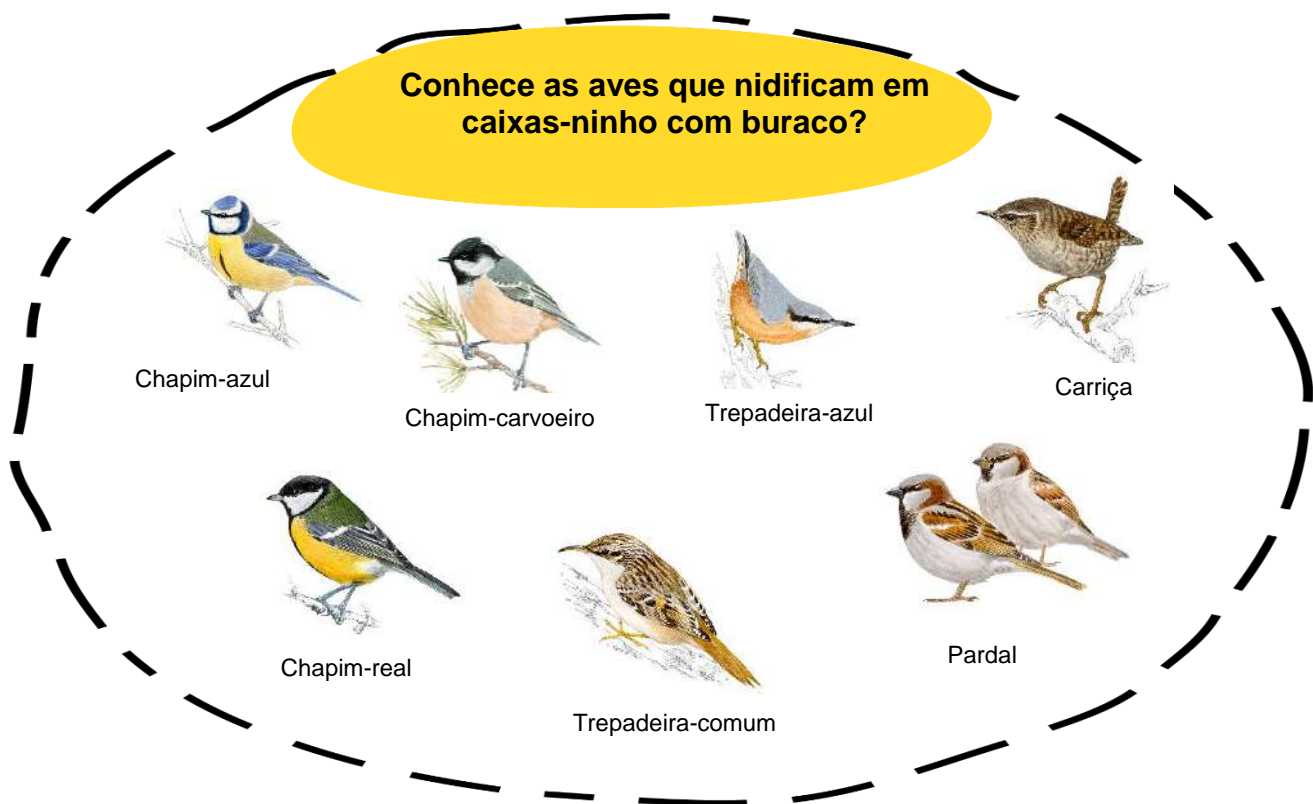 Conhece as aves que nidificam em
caixas-ninho com buraco?
Chapim-azul
Chapim-carvoeiro
Trepadeira-azul
Carriça
Chapim-real
Trepadeira-comum
Pardal